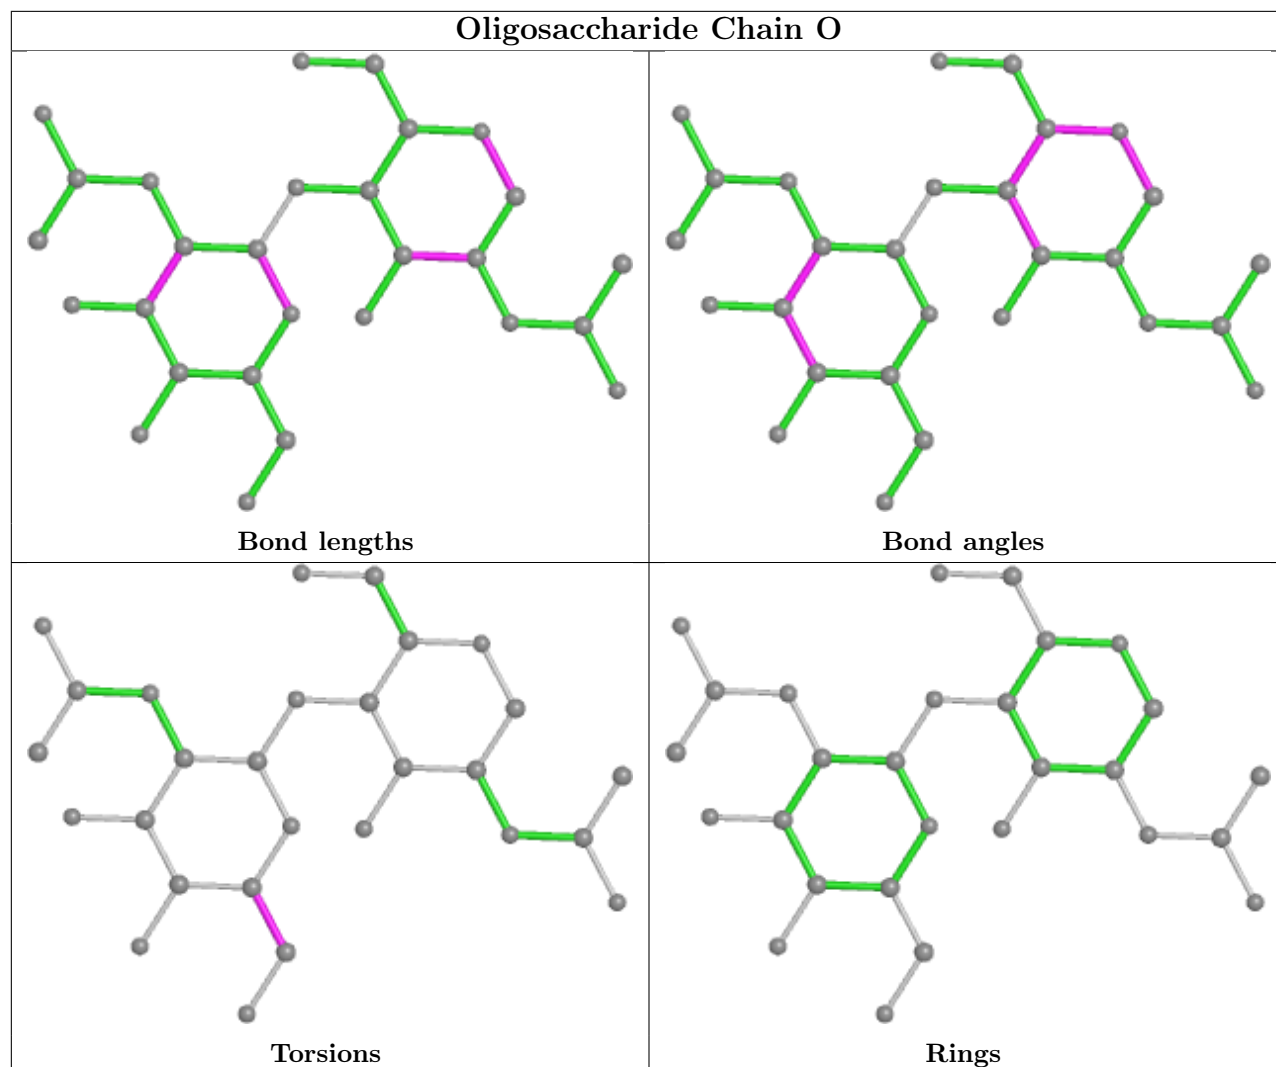 Oligosaccharide Chain O
Bond lengths
Bond angles
Torsions
Rings